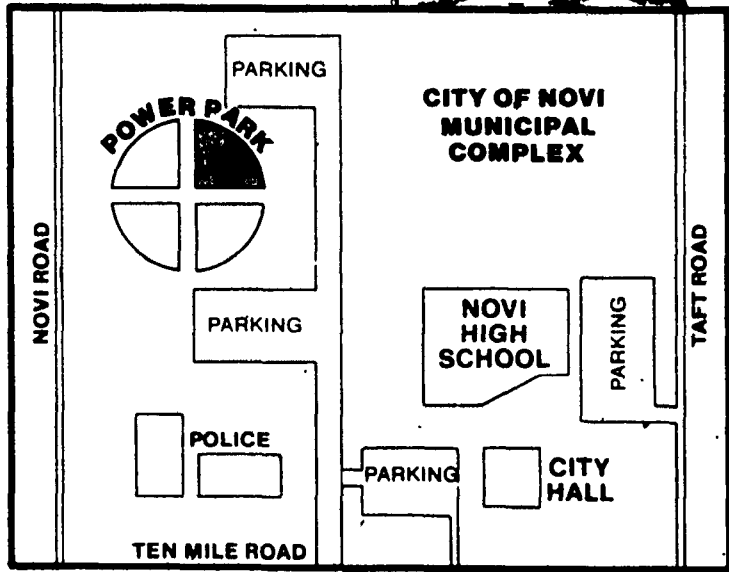 PARKING
POWER PARK
CITY OF NOVI
MUNICIPAL
COMPLEX
NOVI ROAD
PARKING
NOVI
HIGH
SCHOOL
PARKING
TAFT ROAD
POLICE
PARKING
CITY
HALL
TEN MILE ROAD